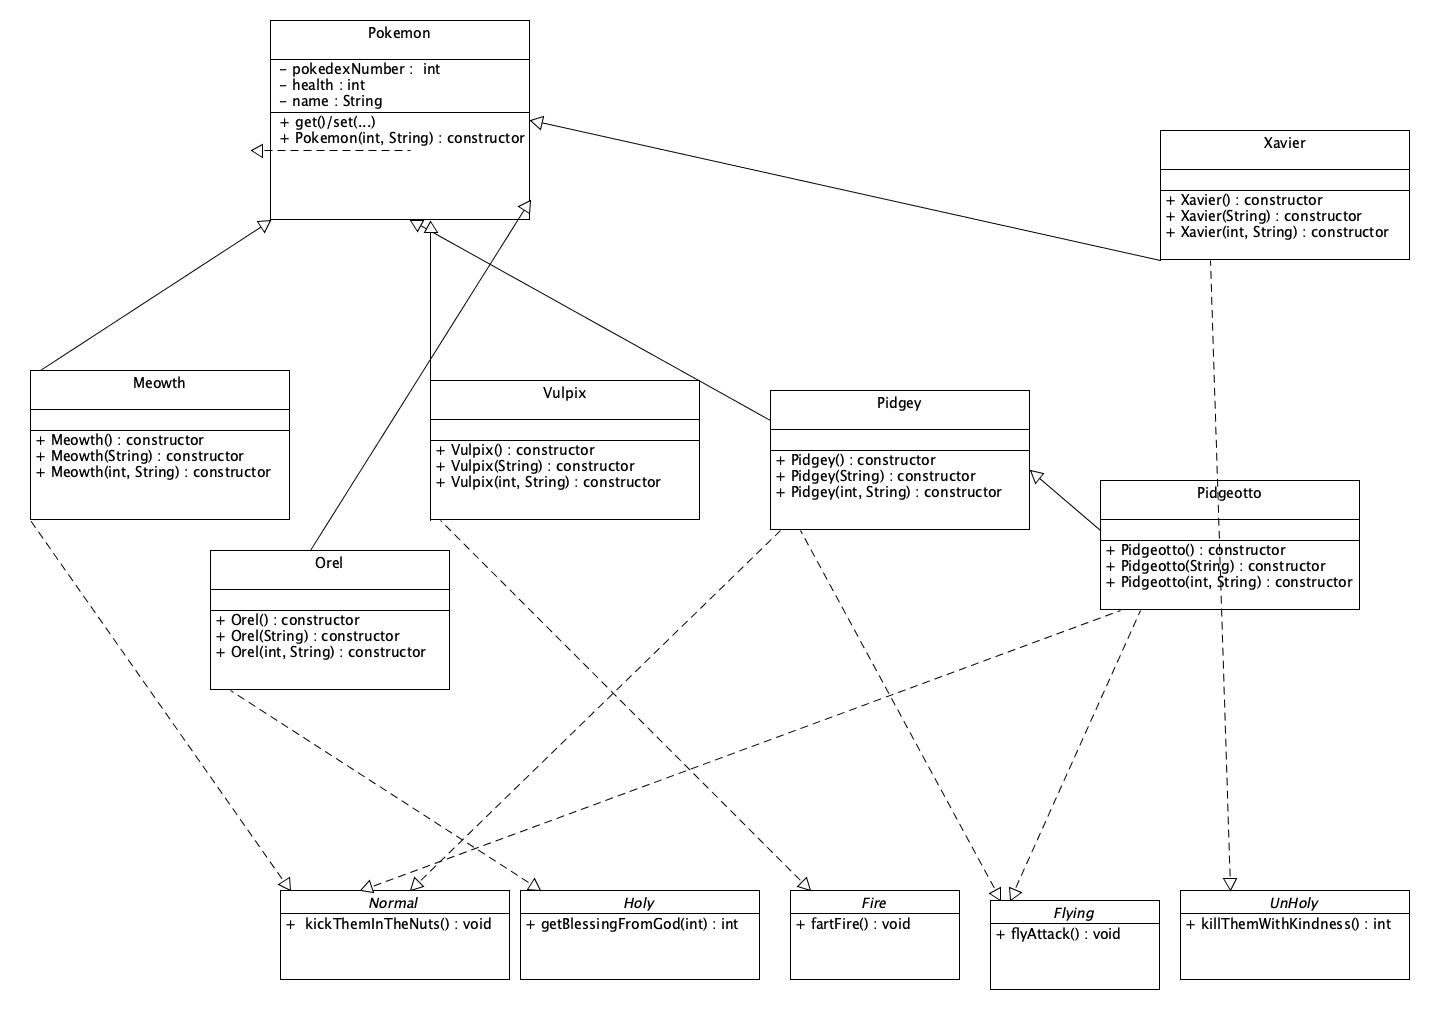 Pokemon
- pokedexNumber :  int
- health : int
- name : String
+ get()/set(...)
+ Pokemon(int, String) : constructor
Xavier
+ Xavier() : constructor
+ Xavier(String) : constructor
+ Xavier(int, String) : constructor
Meowth
+ Meowth() : constructor
+ Meowth(String) : constructor
+ Meowth(int, String) : constructor
Vulpix
+ Vulpix() : constructor
+ Vulpix(String) : constructor
+ Vulpix(int, String) : constructor
Pidgey
+ Pidgey() : constructor
+ Pidgey(String) : constructor
+ Pidgey(int, String) : constructor
Pidgeotto
+ Pidgeotto() : constructor
+ Pidgeotto(String) : constructor
+ Pidgeotto(int, String) : constructor
Orel
+ Orel() : constructor
+ Orel(String) : constructor
+ Orel(int, String) : constructor
Normal
+  kickThemInTheNuts() : void
Holy
+ getBlessingFromGod(int) : int
Fire
+ fartFire() : void
Flying
+ flyAttack() : void
UnHoly
+ killThemWithKindness() : int